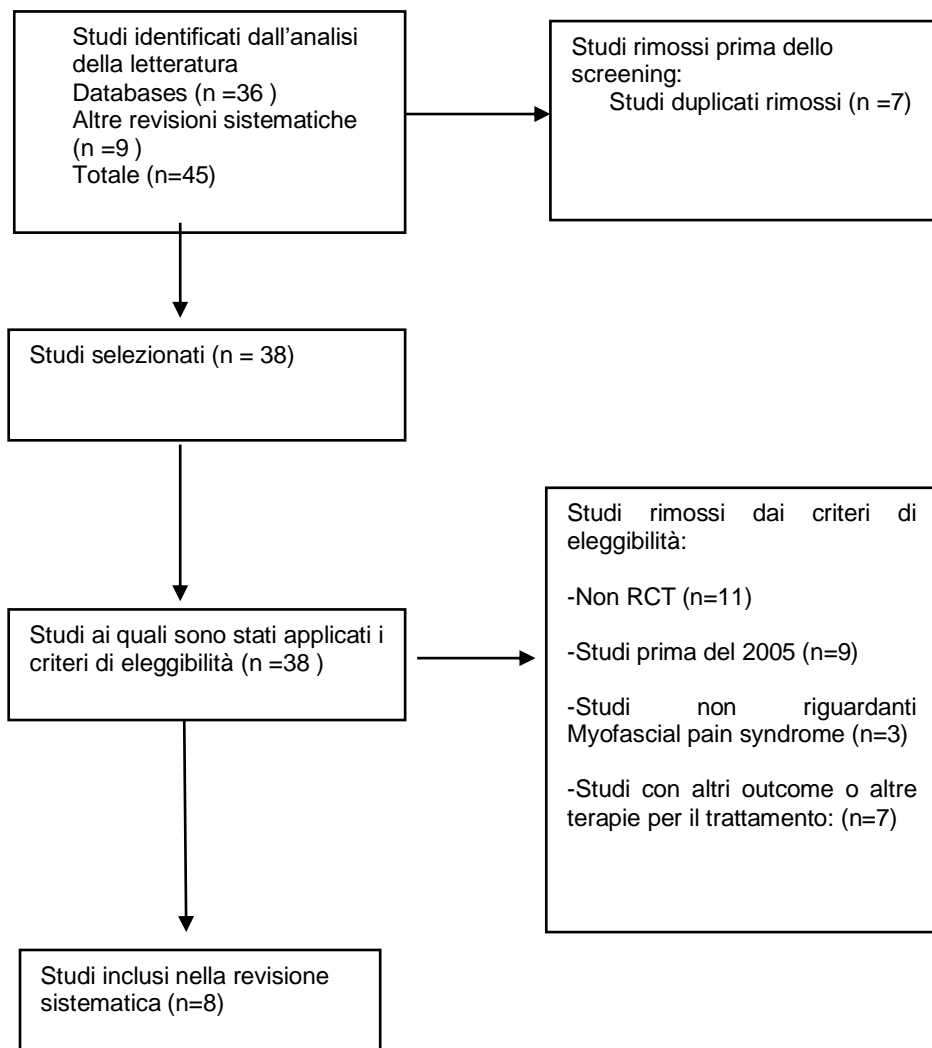 Studi identificati dall'analisi
della letteratura
Databases (n =36 )
Altre revisioni sistematiche
(n =9 )
Totale (n=45)
Studi rimossi prima dello
screening:
Studi duplicati rimossi (n =7)
Studi selezionati (n = 38)
Studi ai quali sono stati applicati i
criteri di eleggibilità (n =38 )
Studi rimossi dai criteri di
eleggibilità:
-Non RCT (n=11)
-Studi prima del 2005 (n=9)
-Studi non riguardanti
Myofascial pain syndrome (n=3)
-Studi con altri outcome o altre
terapie per il trattamento: (n=7)
Studi inclusi nella revisione
sistematica (n=8)